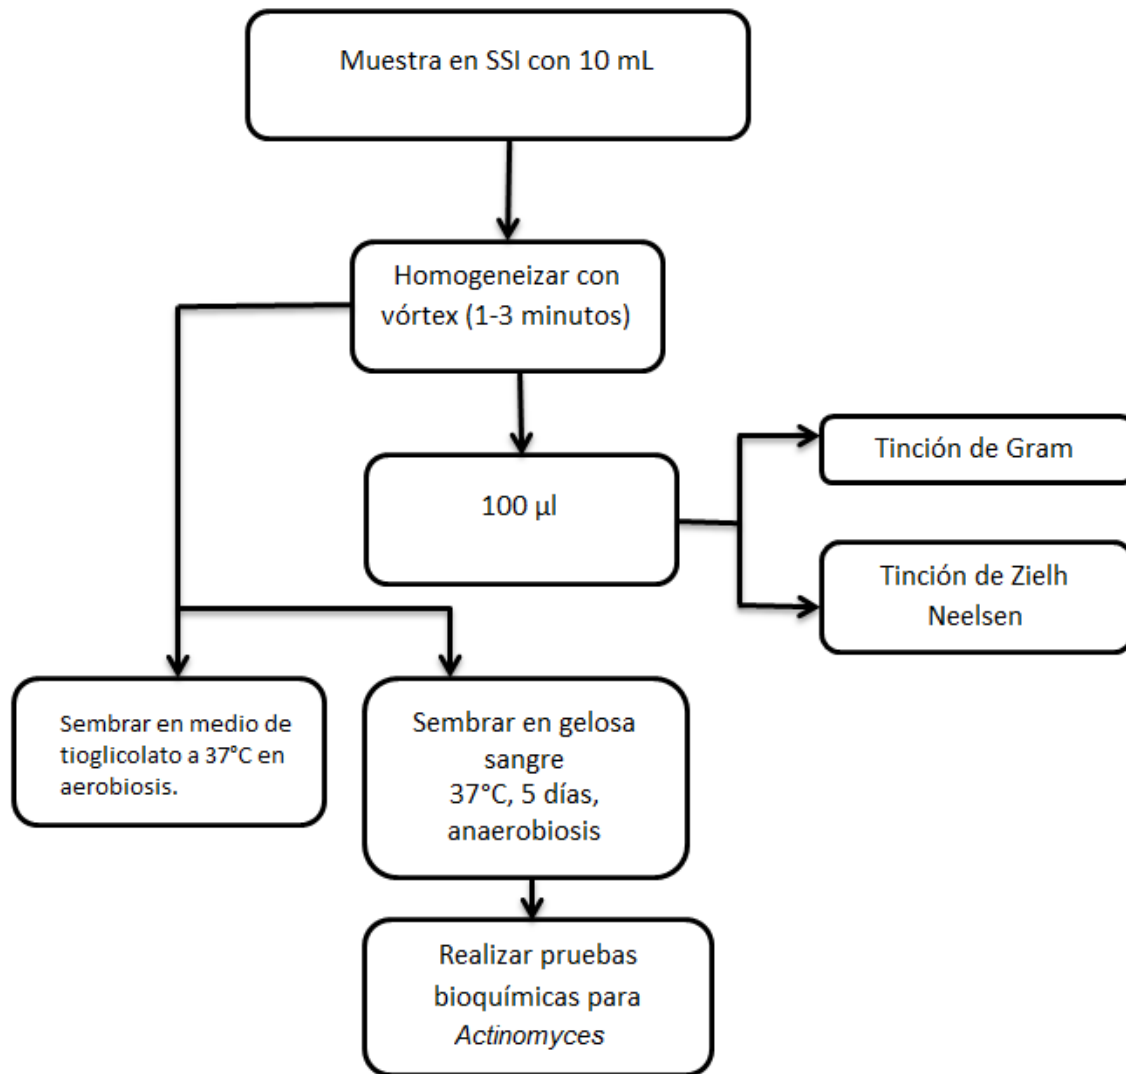 Muestra en SSI con 10 mL
Homogeneizar con
vórtex (1-3 minutos)
100 µl
Tinción de Gram
Tinción de Zielh
Neelsen
Sembrar en medio de
tioglicolato a 37°C en
aerobiosis.
Sembrar en gelosa
sangre
37°C, 5 días,
anaerobiosis
Realizar pruebas
bioquímicas para
Actinomyces